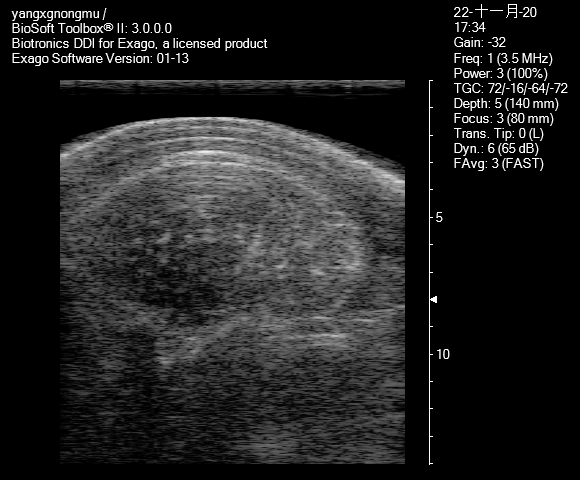 yangxgnongmu /
BioSoft Toolbox® II: 3.0.0.0
Biotronics DDI for Exago, a licensed product
Exago Software Version: 01-13
22-十一月-20
17:34
Gain: -32
Freq: 1 (3.5 MHz)
Power: 3 (100%)
TGC: 72/-16/-64/-72
Depth: 5 (140 mm)
Focus: 3 (80 mm)
Trans. Tip: 0 (L)
Dyn.: 6 (65 dB)
FAvg: 3 (FAST)
5
10